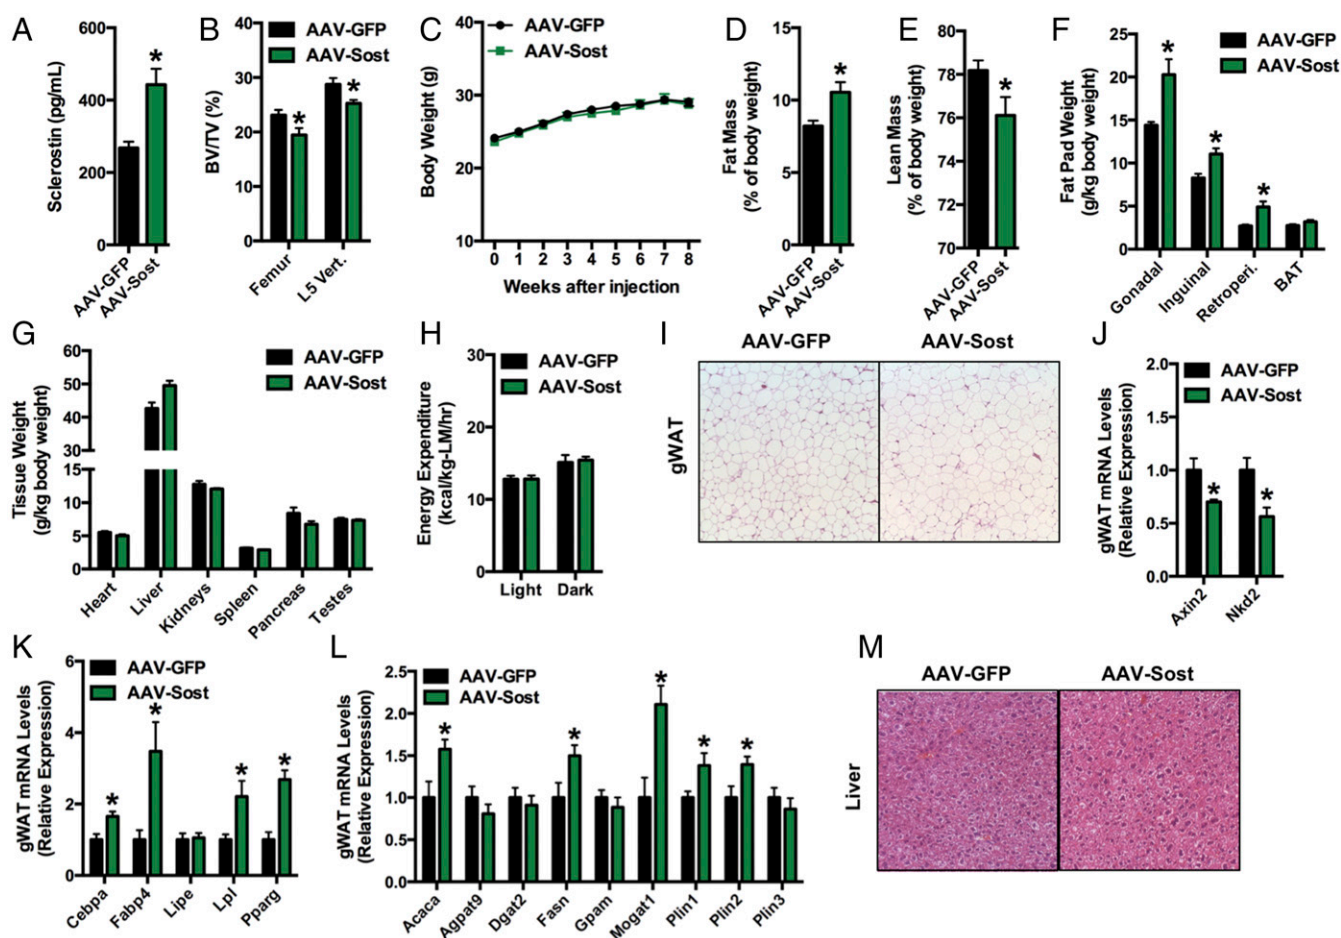 A
Sclerostin (pg/mL)
600
400
200
0
*
AAV-GFP
AAV-Sost
B
BV/TV (%)
40
30
20
10
0
AAV-GFP
AAV-Sost
*
*
Femur
L5 Vert.
C
Body Weight (g)
40
30
20
10
AAV-GFP
AAV-Sost
0 1 2 3 4 5 6 7 8
Weeks after injection
D
Fat Mass
(% of body weight)
15
10
5
0
*
AAV-GFP
AAV-Sost
E
Lean Mass
(% of body weight)
80
78
76
74
72
70
*
AAV-GFP
AAV-Sost
F
Fat Pad Weight
(g/kg body weight)
25
20
15
10
5
0
AAV-GFP
AAV-Sost
*
*
*
Gonadal
Inguinal
Retroperi.
BAT
G
Tissue Weight
(g/kg body weight)
60
50
40
30
15
10
5
0
AAV-GFP
AAV-Sost
Heart
Liver
Kidneys
Spleen
Pancreas
Testes
H
Energy Expenditure
(kcal/kg-LM/hr)
30
20
10
0
AAV-GFP
AAV-Sost
Light Dark
I
AAV-GFP AAV-Sost
gWAT
J
gWAT mRNA Levels
(Relative Expression)
2.0
1.5
1.0
0.5
0.0
AAV-GFP
AAV-Sost
*
*
Axin2
Nkd2
K
gWAT mRNA Levels
(Relative Expression)
6
4
2
0
AAV-GFP
AAV-Sost
*
*
*
*
Cebpa
Fabp4
Lipe
Lpl
Pparg
L
gWAT mRNA Levels
(Relative Expression)
2.5
2.0
1.5
1.0
0.5
0.0
AAV-GFP
AAV-Sost
*
*
*
*
*
Acaca
Agpat9
Dgat2
Fasn
Gpam
Mogat1
Plin1
Plin2
Plin3
M
AAV-GFP AAV-Sost
Liver